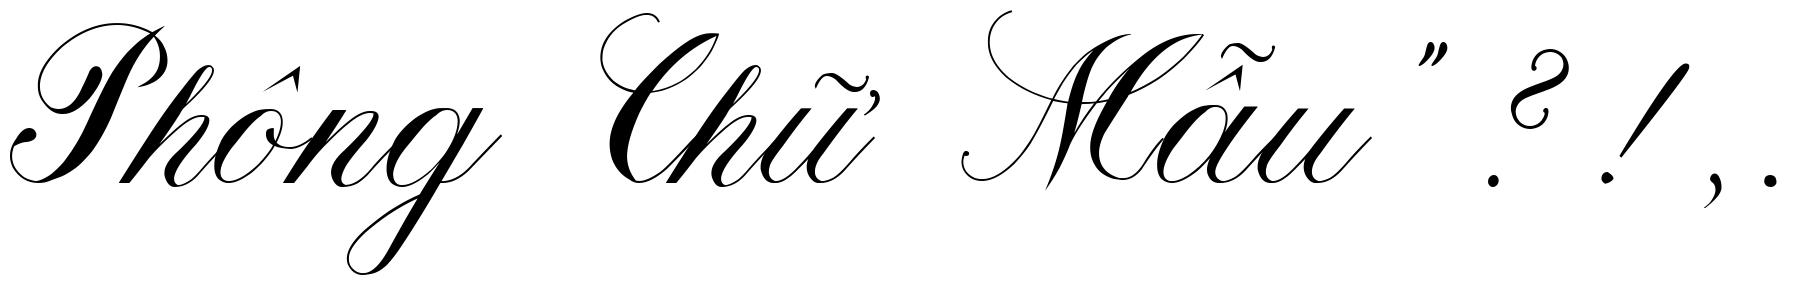 Phông Chữ Mẫu " ? ! , .